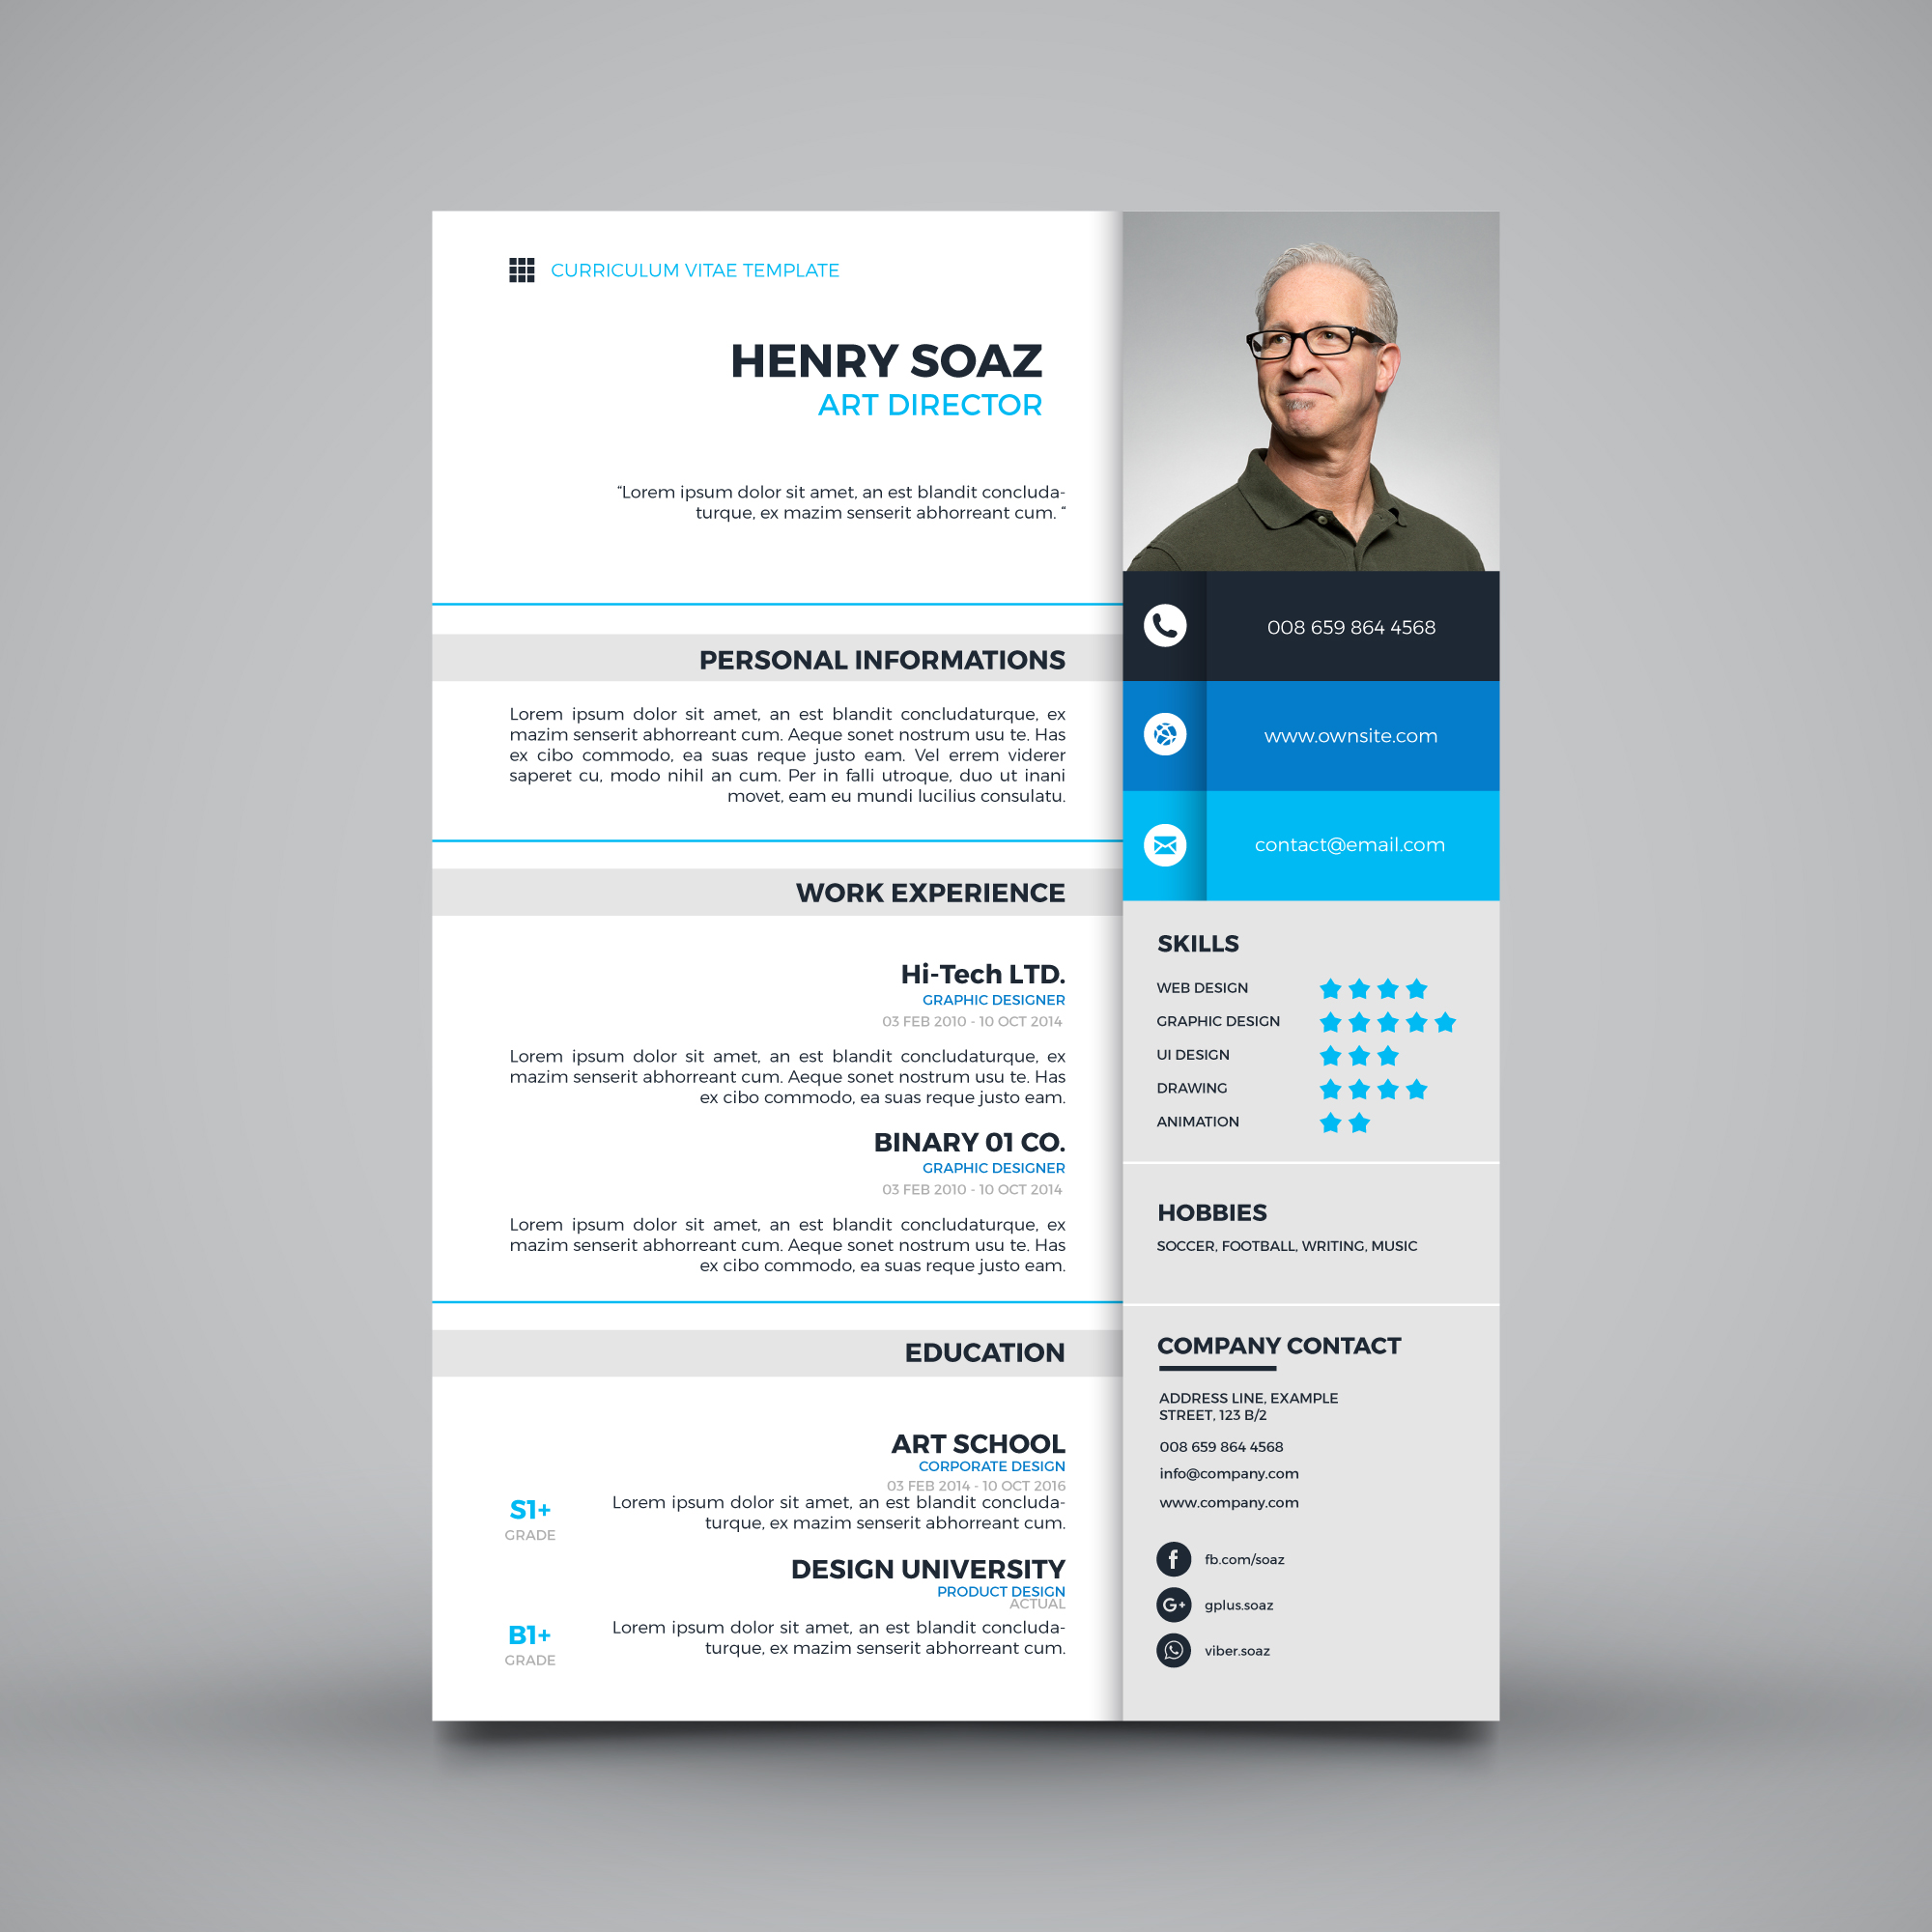 CURRICULUM VITAE TEMPLATE
HENRY SOAZ
ART DIRECTOR
“Lorem ipsum dolor sit amet, an est blandit concluda-
turque, ex mazim senserit abhorreant cum. “
PERSONAL INFORMATIONS
Lorem ipsum dolor sit amet, an est blandit concludaturque, ex
mazim senserit abhorreant cum. Aeque sonet nostrum usu te. Has
ex cibo commodo, ea suas reque justo eam. Vel errem viderer
saperet cu, modo nihil an cum. Per in falli utroque, duo ut inani
movet, eam eu mundi lucilius consulatu.
WORK EXPERIENCE
Hi-Tech LTD.
GRAPHIC DESIGNER
03 FEB 2010 - 10 OCT 2014
Lorem ipsum dolor sit amet, an est blandit concludaturque, ex
mazim senserit abhorreant cum. Aeque sonet nostrum usu te. Has
ex cibo commodo, ea suas reque justo eam.
BINARY 01 CO.
GRAPHIC DESIGNER
03 FEB 2010 - 10 OCT 2014
Lorem ipsum dolor sit amet, an est blandit concludaturque, ex
mazim senserit abhorreant cum. Aeque sonet nostrum usu te. Has
ex cibo commodo, ea suas reque justo eam.
EDUCATION
ART SCHOOL
CORPORATE DESIGN
03 FEB 2014 - 10 OCT 2016
S1+
GRADE
Lorem ipsum dolor sit amet, an est blandit concluda-
turque, ex mazim senserit abhorreant cum.
DESIGN UNIVERSITY
PRODUCT DESIGN
ACTUAL
B1+
GRADE
Lorem ipsum dolor sit amet, an est blandit concluda-
turque, ex mazim senserit abhorreant cum.
008 659 864 4568
www.ownsite.com
contact@email.com
SKILLS
WEB DESIGN
GRAPHIC DESIGN
UI DESIGN
DRAWING
ANIMATION
HOBBIES
SOCCER, FOOTBALL, WRITING, MUSIC
COMPANY CONTACT
ADDRESS LINE, EXAMPLE
STREET, 123 B/2
008 659 864 4568
info@company.com
www.company.com
f fb.com/soaz
G+ gplus.soaz
viber.soaz